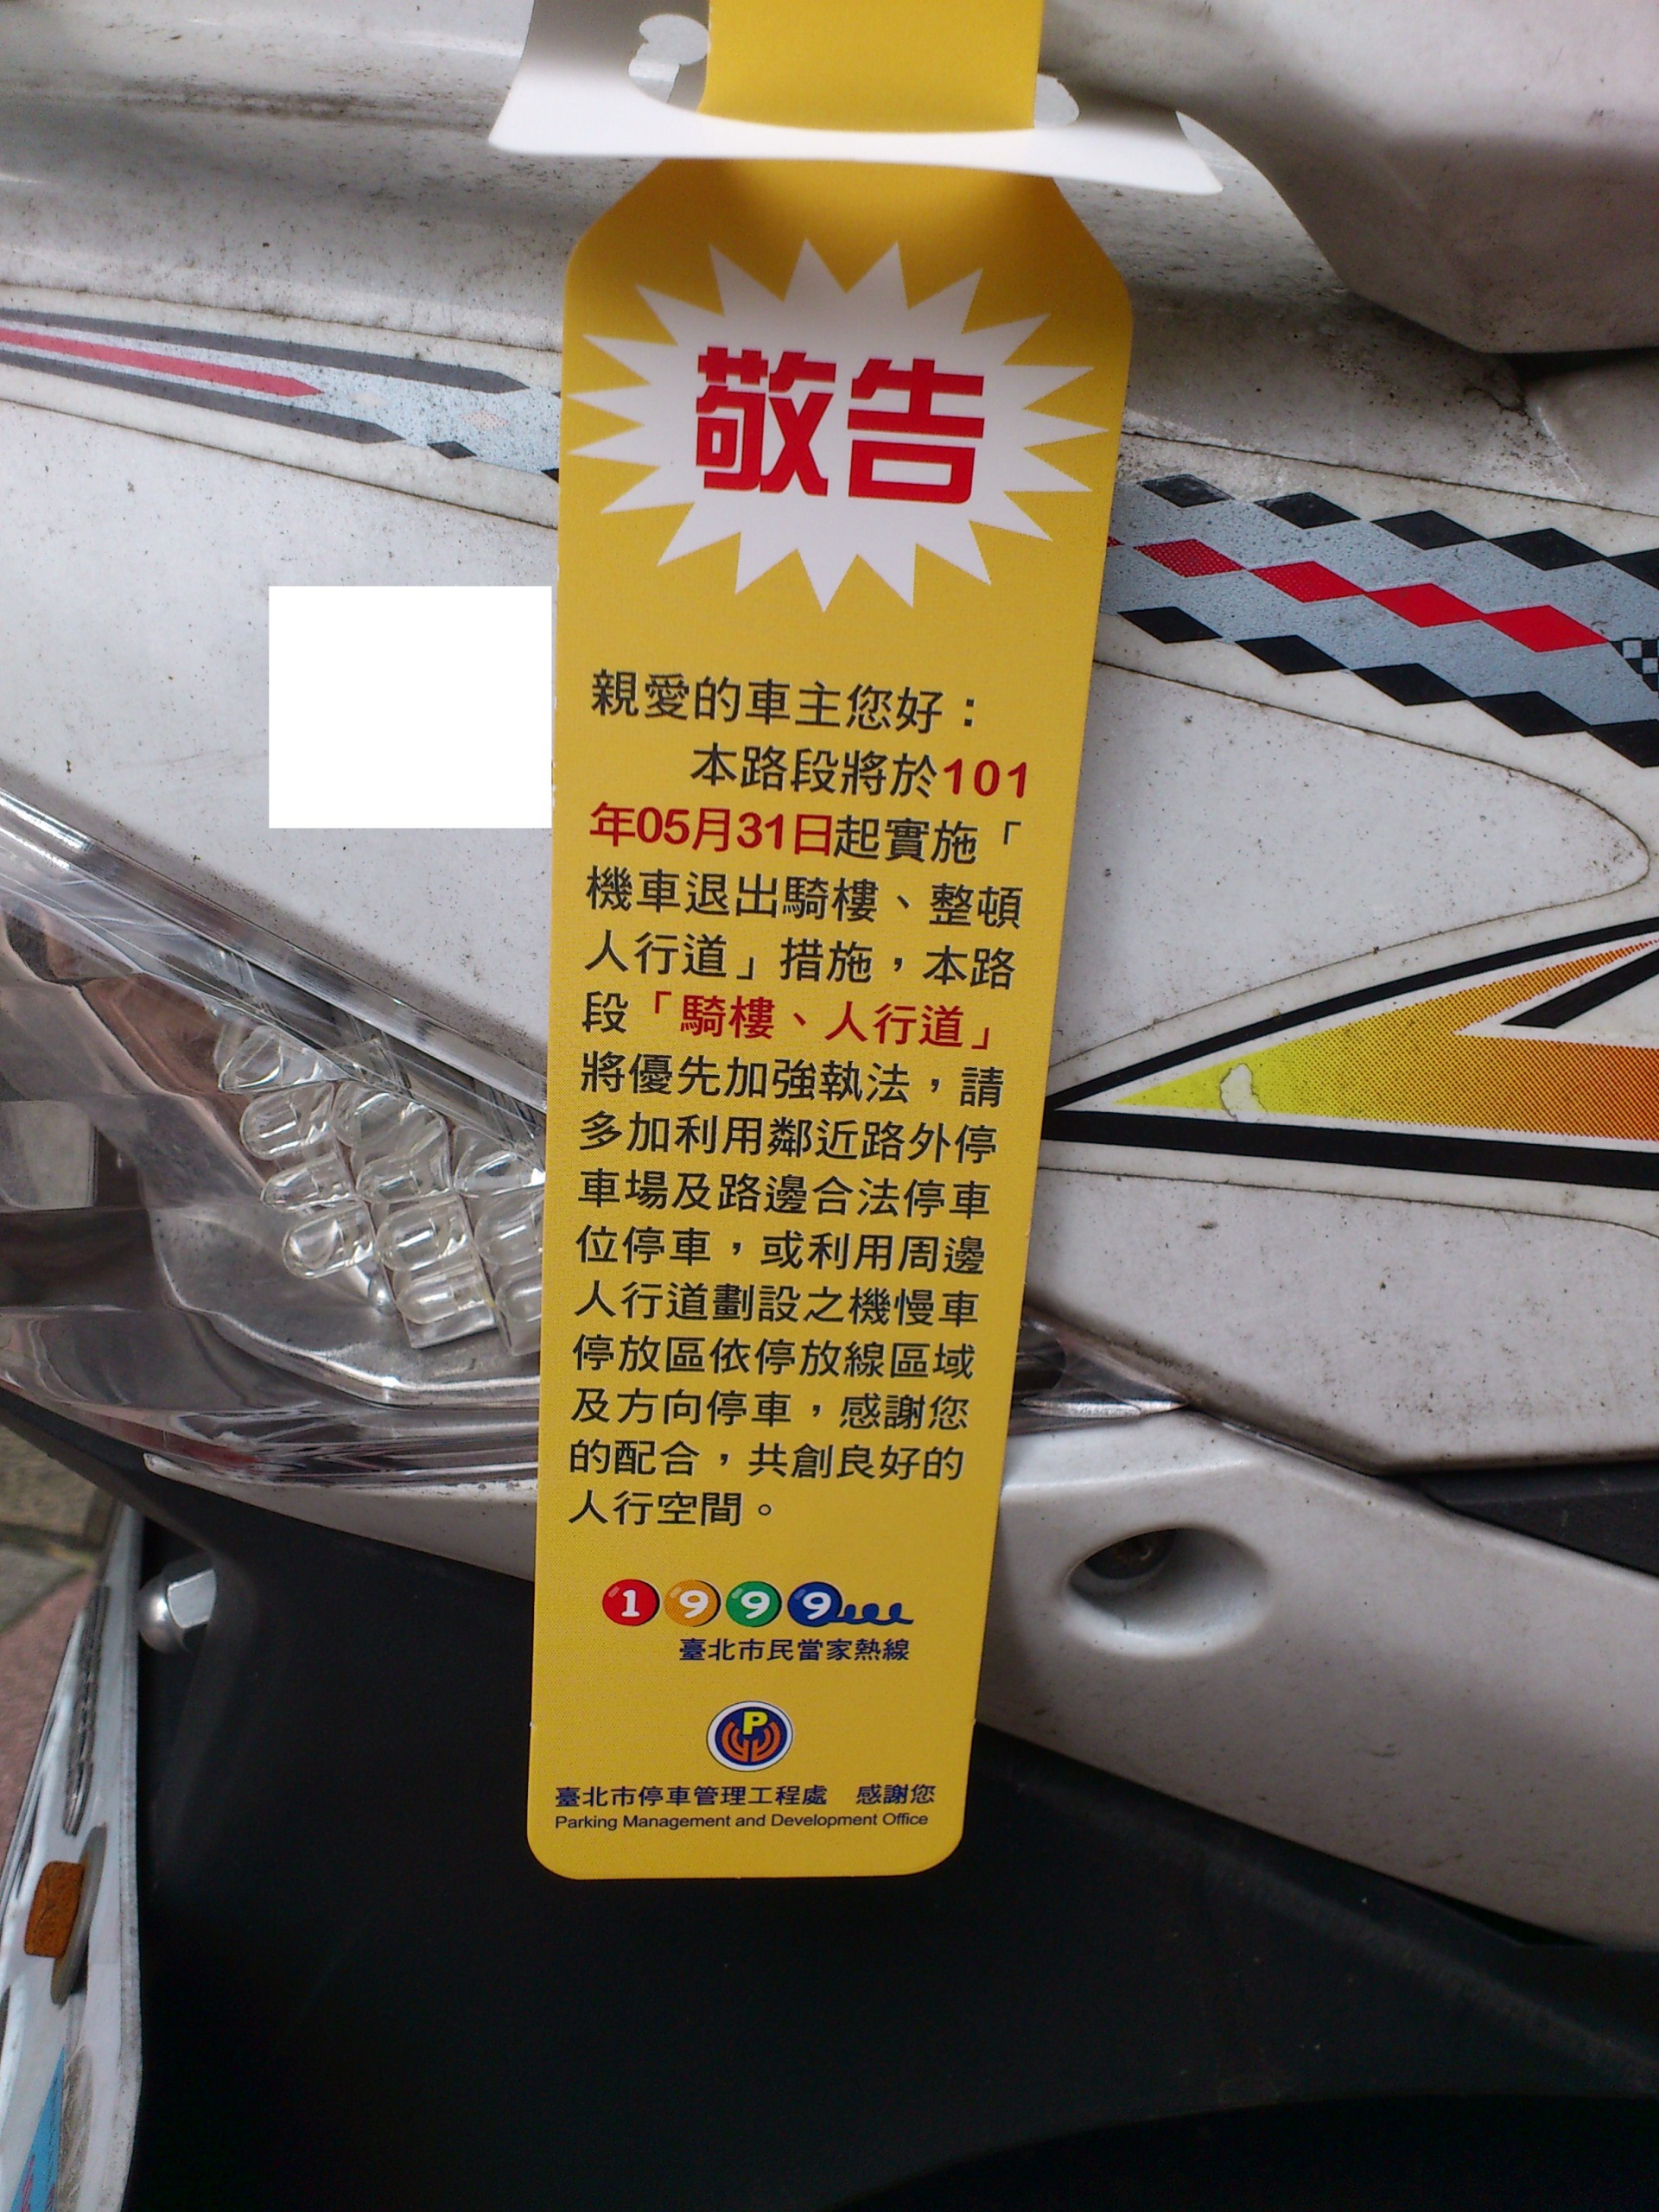 敬告
親愛的車主您好：
本路段將於101
年05月31日起實施「
機車退出騎樓、整頓
人行道」措施，本路
段「騎樓、人行道」
將優先加強執法，請
多加利用鄰近路外停
車場及路邊合法停車
位停車，或利用周邊
人行道劃設之機慢車
停放區依停放線區域
及方向停車，感謝您
的配合，共創良好的
人行空間。
1999
臺北市民當家熱線
P
臺北市停車管理工程處 感謝您
Parking Management and Development Office